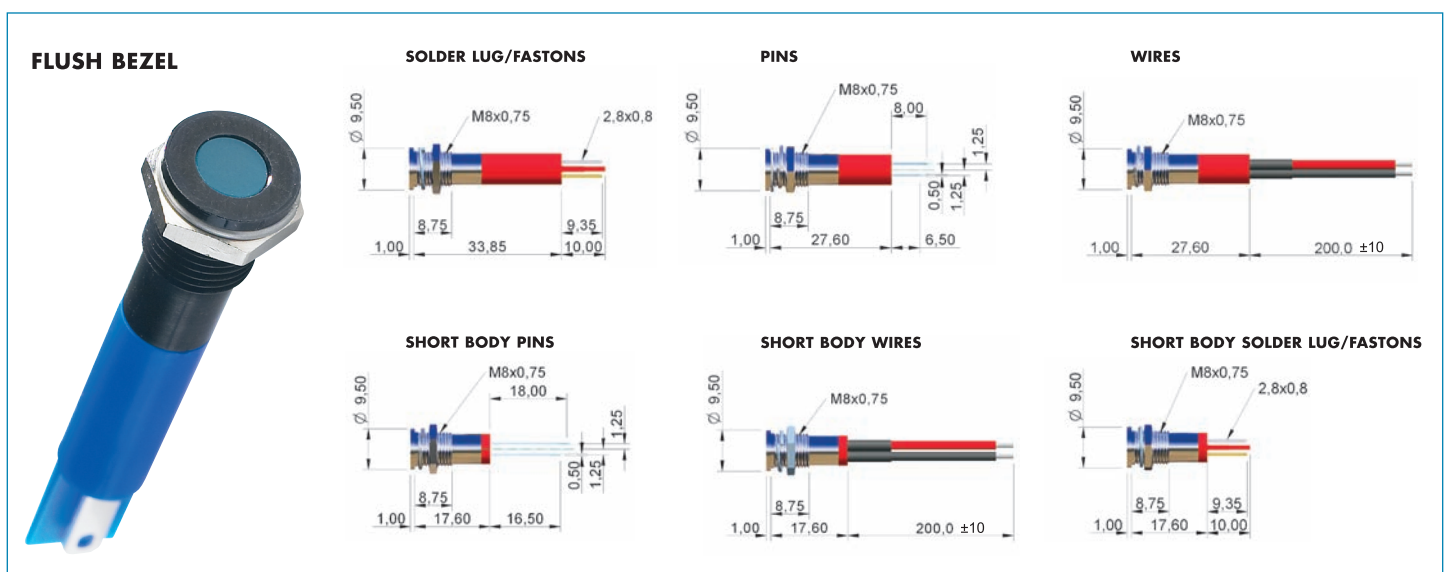 FLUSH BEZEL
SOLDER LUG/FASTONS
Ø 9,50
M8x0,75
2,8x0,8
8,75
9,35
1,00
33,85
10,00
PINS
Ø 9,50
M8x0,75
8,00
1,25
0,50
1,25
8,75
1,00
27,60
6,50
WIRES
Ø 9,50
M8x0,75
1,00
27,60
200,0 ±10
SHORT BODY PINS
Ø 9,50
M8x0,75
18,00
1,25
0,50
1,25
8,75
1,00
17,60
16,50
SHORT BODY WIRES
Ø 9,50
M8x0,75
8,75
1,00
17,60
200,0 ±10
SHORT BODY SOLDER LUG/FASTONS
Ø 9,50
M8x0,75
2,8x0,8
8,75
9,35
1,00
17,60
10,00